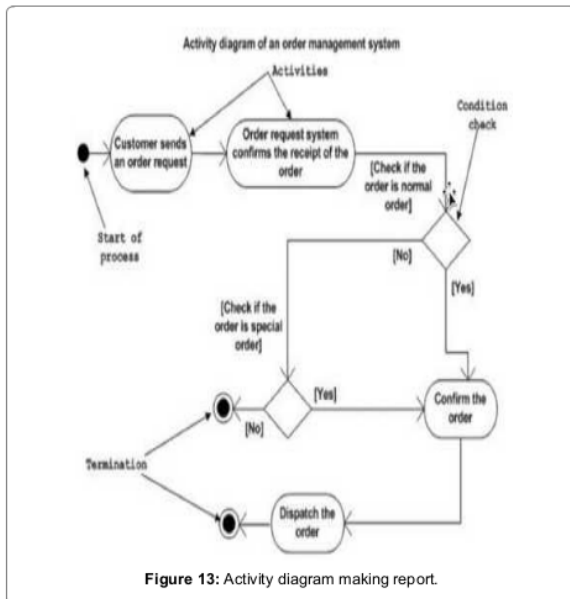 Activity diagram of an order management system
Activities
Condition
check
Customer sends
an order request
Order request system
confirms the receipt of the
order
[Check if the
order is normal
order]
Start of
process
[No]
[Yes]
[Check if the
order is special
order]
[Yes]
Confirm the
order
[No]
Termination
Dispatch the
order
Figure 13: Activity diagram making report.